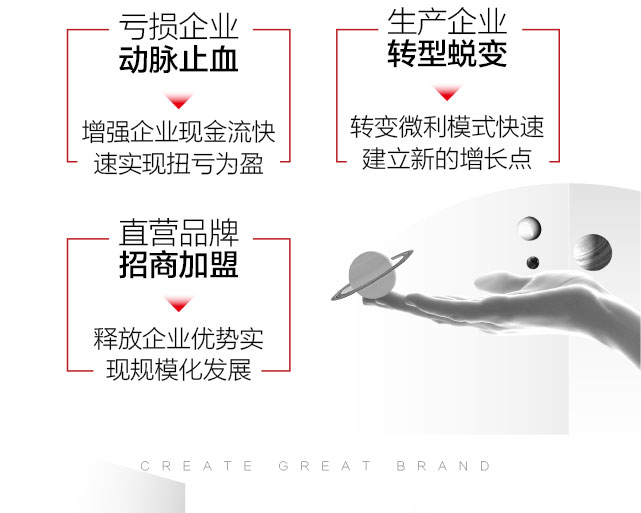 亏损企业
动脉止血
增强企业现金流快
速实现扭亏为盈
生产企业
转型蜕变
转变微利模式快速
建立新的增长点
直营品牌
招商加盟
释放企业优势实
现规模化发展
CREATE GREAT BRAND